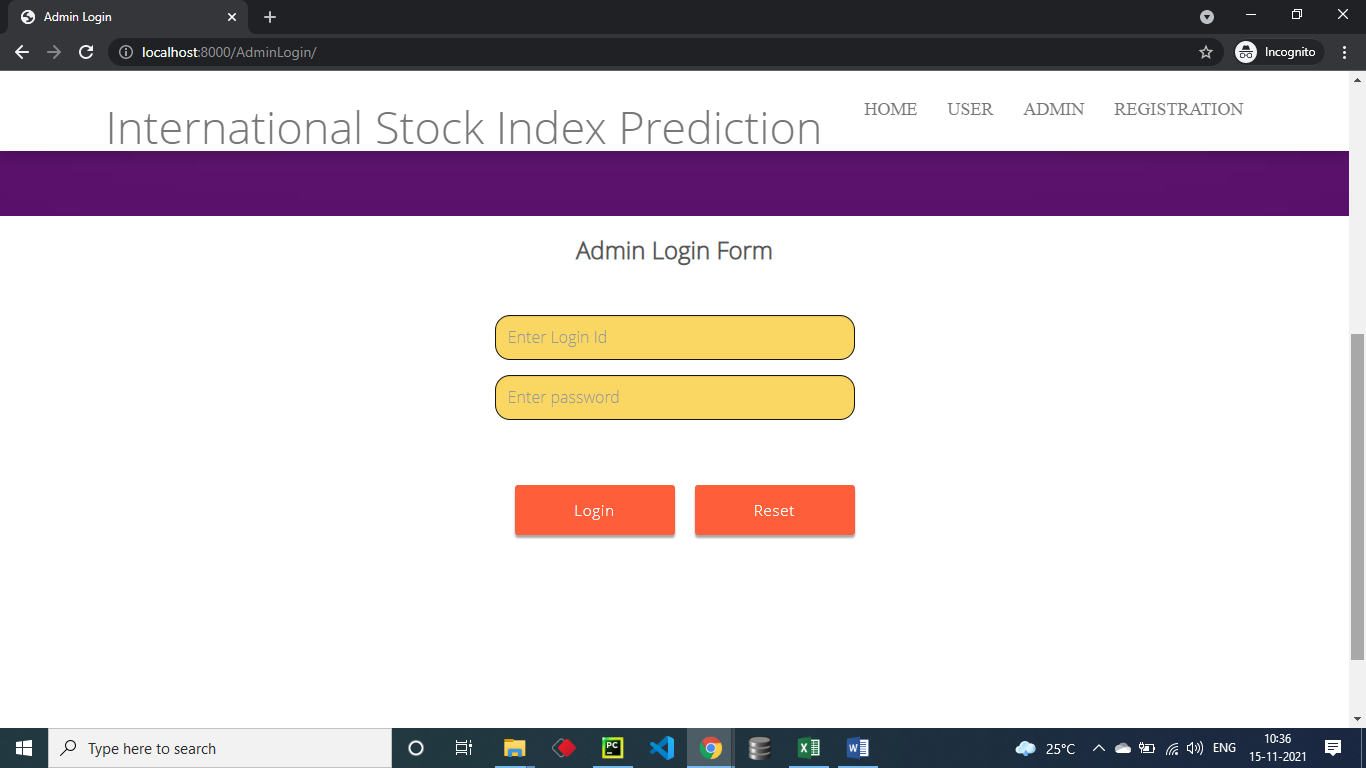 Admin Login
localhost:8000/AdminLogin/
Incognito
International Stock Index Prediction
HOME USER ADMIN REGISTRATION
Admin Login Form
Enter Login Id
Enter password
Login Reset
Type here to search
PC
25°C
ENG
10:36
15-11-2021